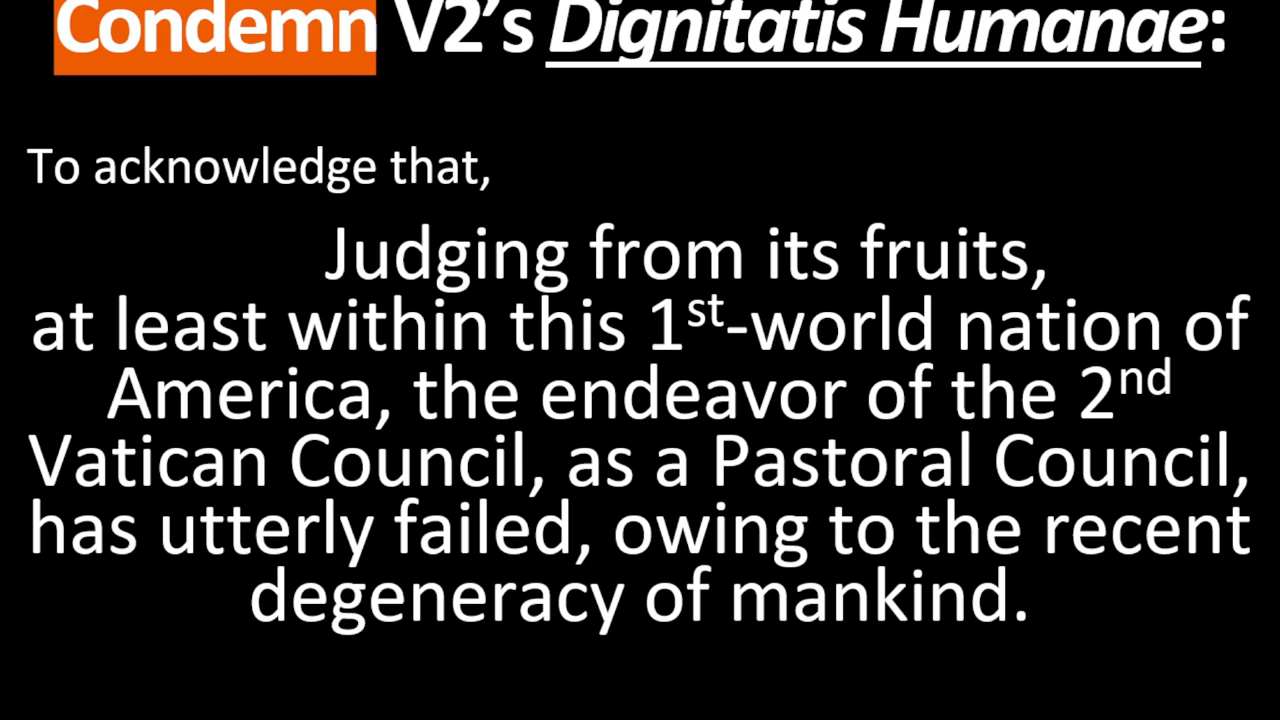 Condemn V2’s Dignitatis Humanae:
To acknowledge that,
Judging from its fruits,
at least within this 1st-world nation of
America, the endeavor of the 2nd
Vatican Council, as a Pastoral Council,
has utterly failed, owing to the recent
degeneracy of mankind.